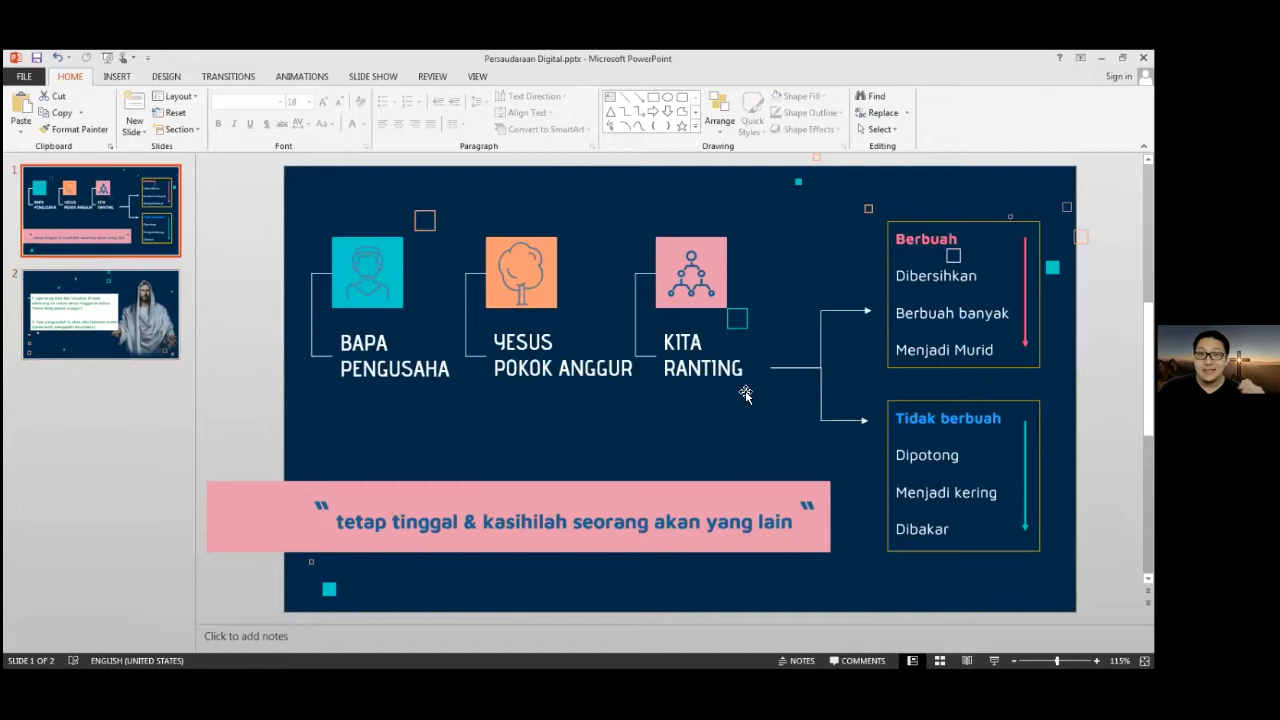 Persaudaraan Digital.pptx - Microsoft PowerPoint
Sign in
FILE HOME INSERT DESIGN TRANSITIONS ANIMATIONS SLIDE SHOW REVIEW VIEW
Paste
Cut
Copy
Format Painter
Clipboard
New
Slide
Layout
Reset
Section
Slides
18
Font
Text Direction
Align Text
Convert to SmartArt
Paragraph
Arrange
Quick
Styles
Shape Fill
Shape Outline
Shape Effects
Drawing
Find
Replace
Select
Editing
1
2
BAPA
PENGUSAHA
YESUS
POKOK ANGGUR
KITA
RANTING
Berbuah
Dibersihkan
Berbuah banyak
Menjadi Murid
Tidak berbuah
Dipotong
Menjadi kering
Dibakar
" tetap tinggal & kasihilah seorang akan yang lain "
Click to add notes
SLIDE 1 OF 2 ENGLISH (UNITED STATES) NOTES COMMENTS 115%